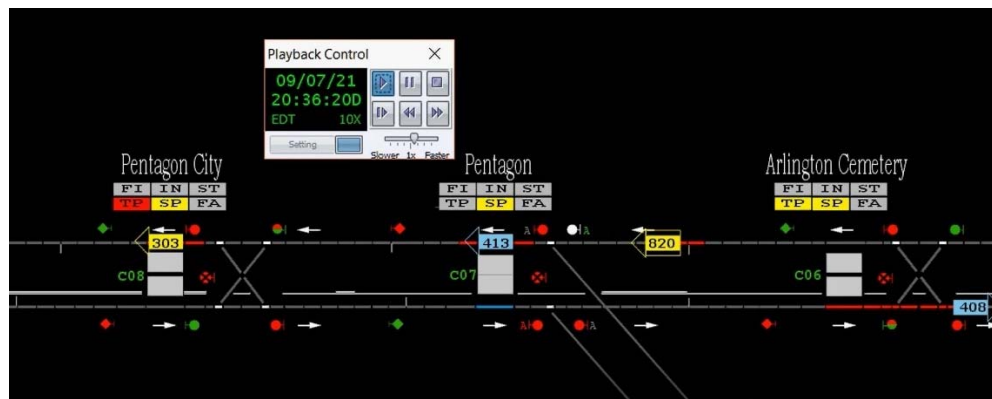 Playback Control
09/07/21
20:36:20D
EDT 10X
Setting
Slower 1x Faster
Pentagon City Pentagon Arlington Cemetery
FI IN ST FI IN ST FI IN ST
TP SP FA TP SP FA TP SP FA
303 A 413 A A 820
C08 C07 C06
A A 408